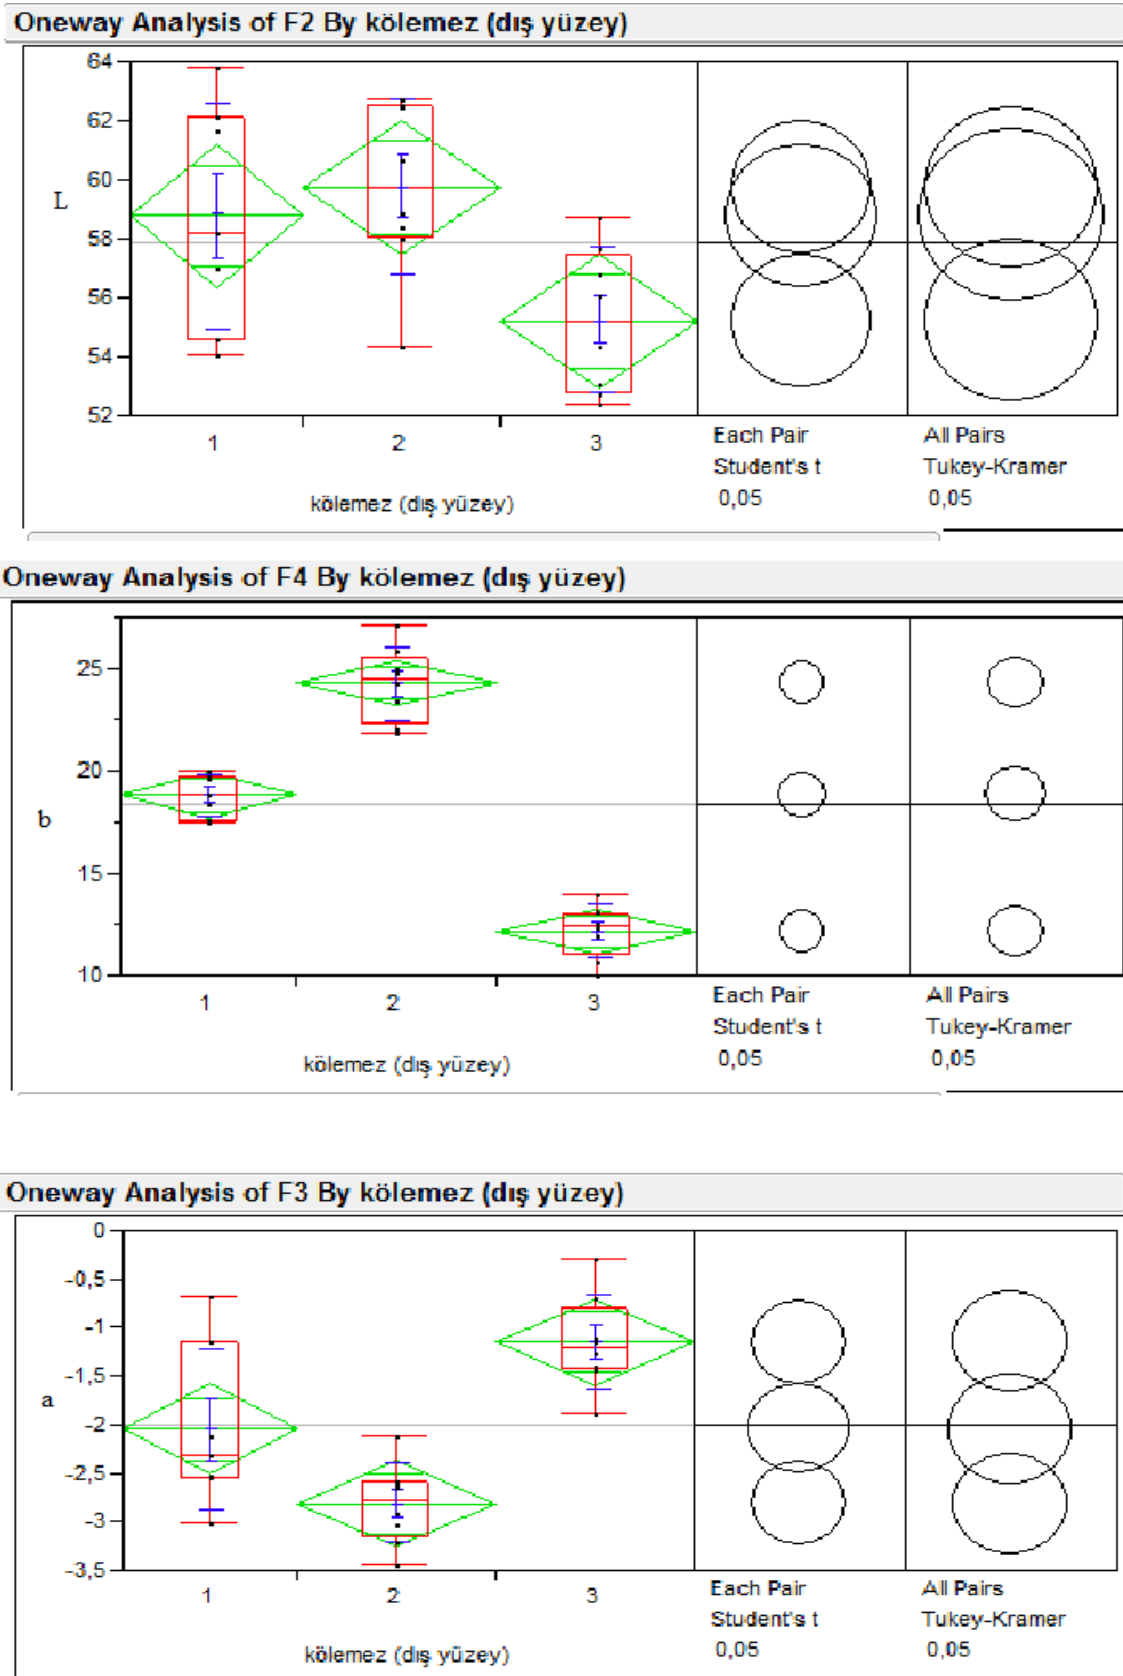 Oneway Analysis of F2 By kölemez (dış yüzey)
64
62
60
L
58
56
54
52
1
2
3
kölemez (dış yüzey)
Each Pair
Student's t
0,05
All Pairs
Tukey-Kramer
0,05
Oneway Analysis of F4 By kölemez (dış yüzey)
25
20
b
15
10
1
2
3
kölemez (dış yüzey)
Each Pair
Student's t
0,05
All Pairs
Tukey-Kramer
0,05
Oneway Analysis of F3 By kölemez (dış yüzey)
0
-0,5
-1
-1,5
a
-2
-2,5
-3
-3,5
1
2
3
kölemez (dış yüzey)
Each Pair
Student's t
0,05
All Pairs
Tukey-Kramer
0,05